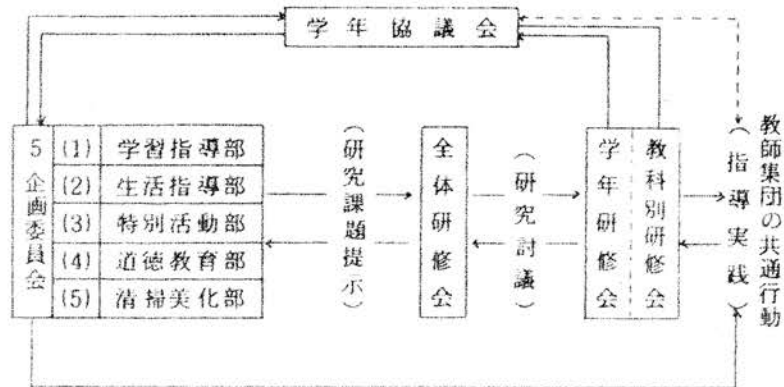 学年協議会
5企画委員会
(1) 学習指導部
(2) 生活指導部
(3) 特別活動部
(4) 道徳教育部
(5) 清掃美化部
(研究課題提示)
全体研修会
(研究討議)
学年研修会
教科別研修会
(指導実践)
教師集団の共通行動